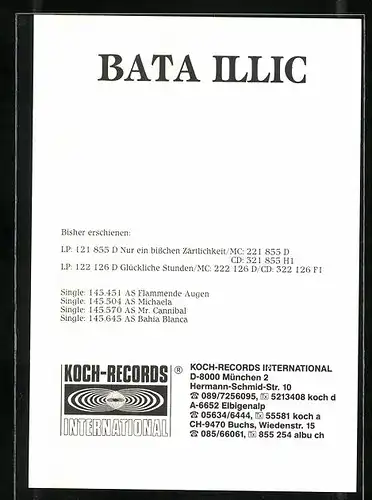 BATA ILLIC
Bisher erschienen:
LP: 121 855 D Nur ein bißchen Zärtlichkeit/MC: 221 855 D
CD: 321 855 H1
LP: 122 126 D Glückliche Stunden/MC: 222 126 D/CD: 322 126 F1
Single: 145.451 AS Flammende Augen
Single: 145.504 AS Michaela
Single: 145.570 AS Mr. Cannibal
Single: 145.645 AS Bahia Blanca
KOCH-RECORDS ®
INTERNATIONAL
KOCH-RECORDS INTERNATIONAL
D-8000 München 2
Hermann-Schmid-Str. 10
☎ 089/7256095, 5213408 koch d
A-6652 Elbigenalp
☎ 05634/6444, 55581 koch a
CH-9470 Buchs, Wiedenstr. 15
☎ 085/66061, 855 254 albu ch